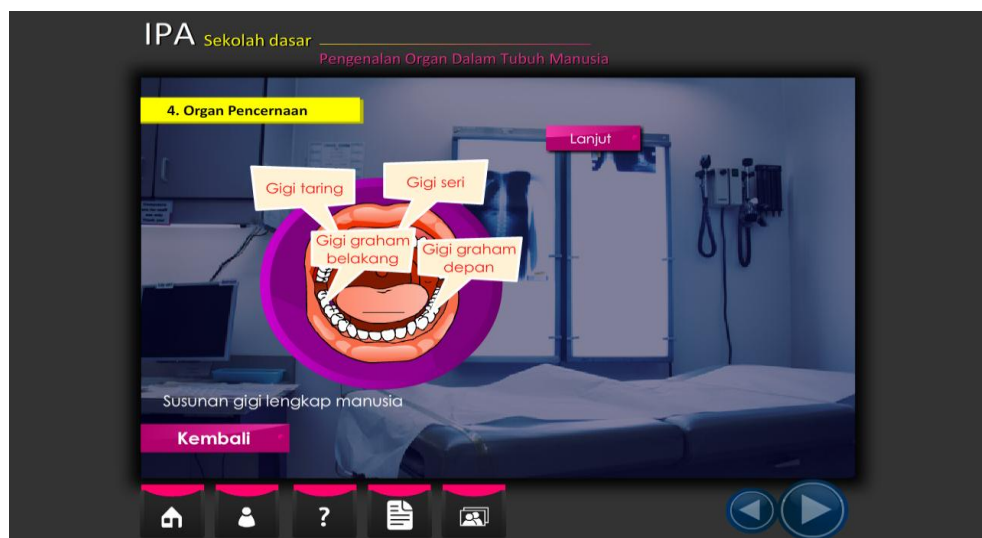 IPA Sekolah dasar
Pengenalan Organ Dalam Tubuh Manusia
4. Organ Pencernaan
Lanjut
Gigi taring
Gigi seri
Gigi graham
belakang
Gigi graham
depan
Susunan gigi lengkap manusia
Kembali
?